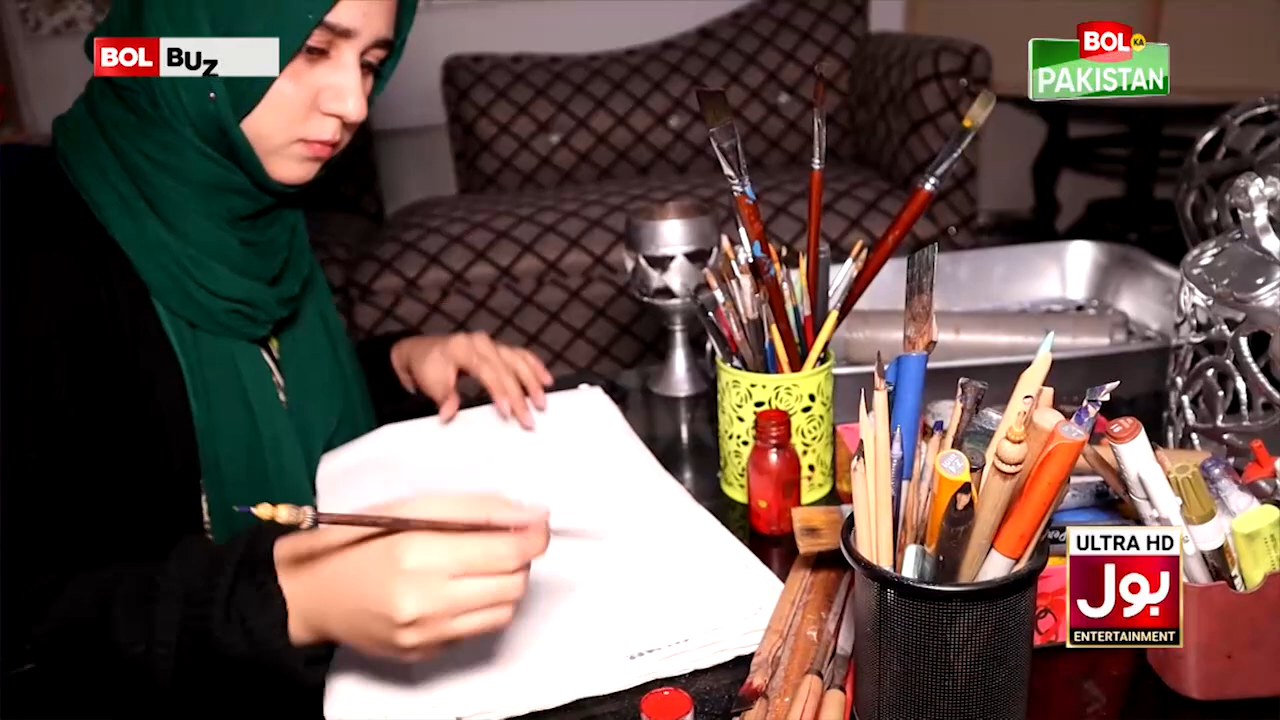 BOL BUZ
BOL KA
PAKISTAN
ULTRA HD
بول
ENTERTAINMENT